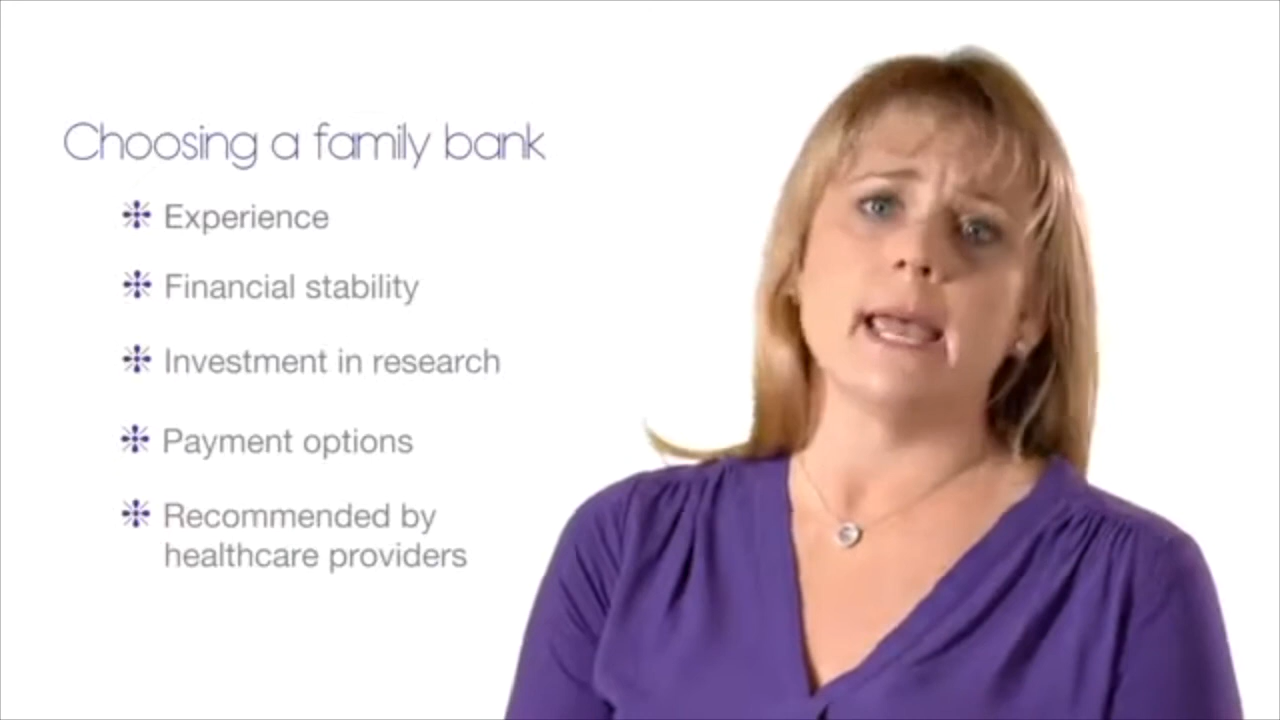 Choosing a family bank
Experience
Financial stability
Investment in research
Payment options
Recommended by
healthcare providers